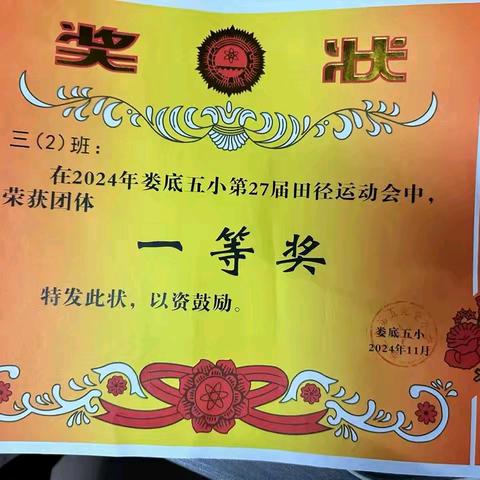 奖状
三（2）班：
在2024年娄底五小第27届田径运动会中，
荣获团体
一等奖
特发此状，以资鼓励。
娄底五小
2024年11月